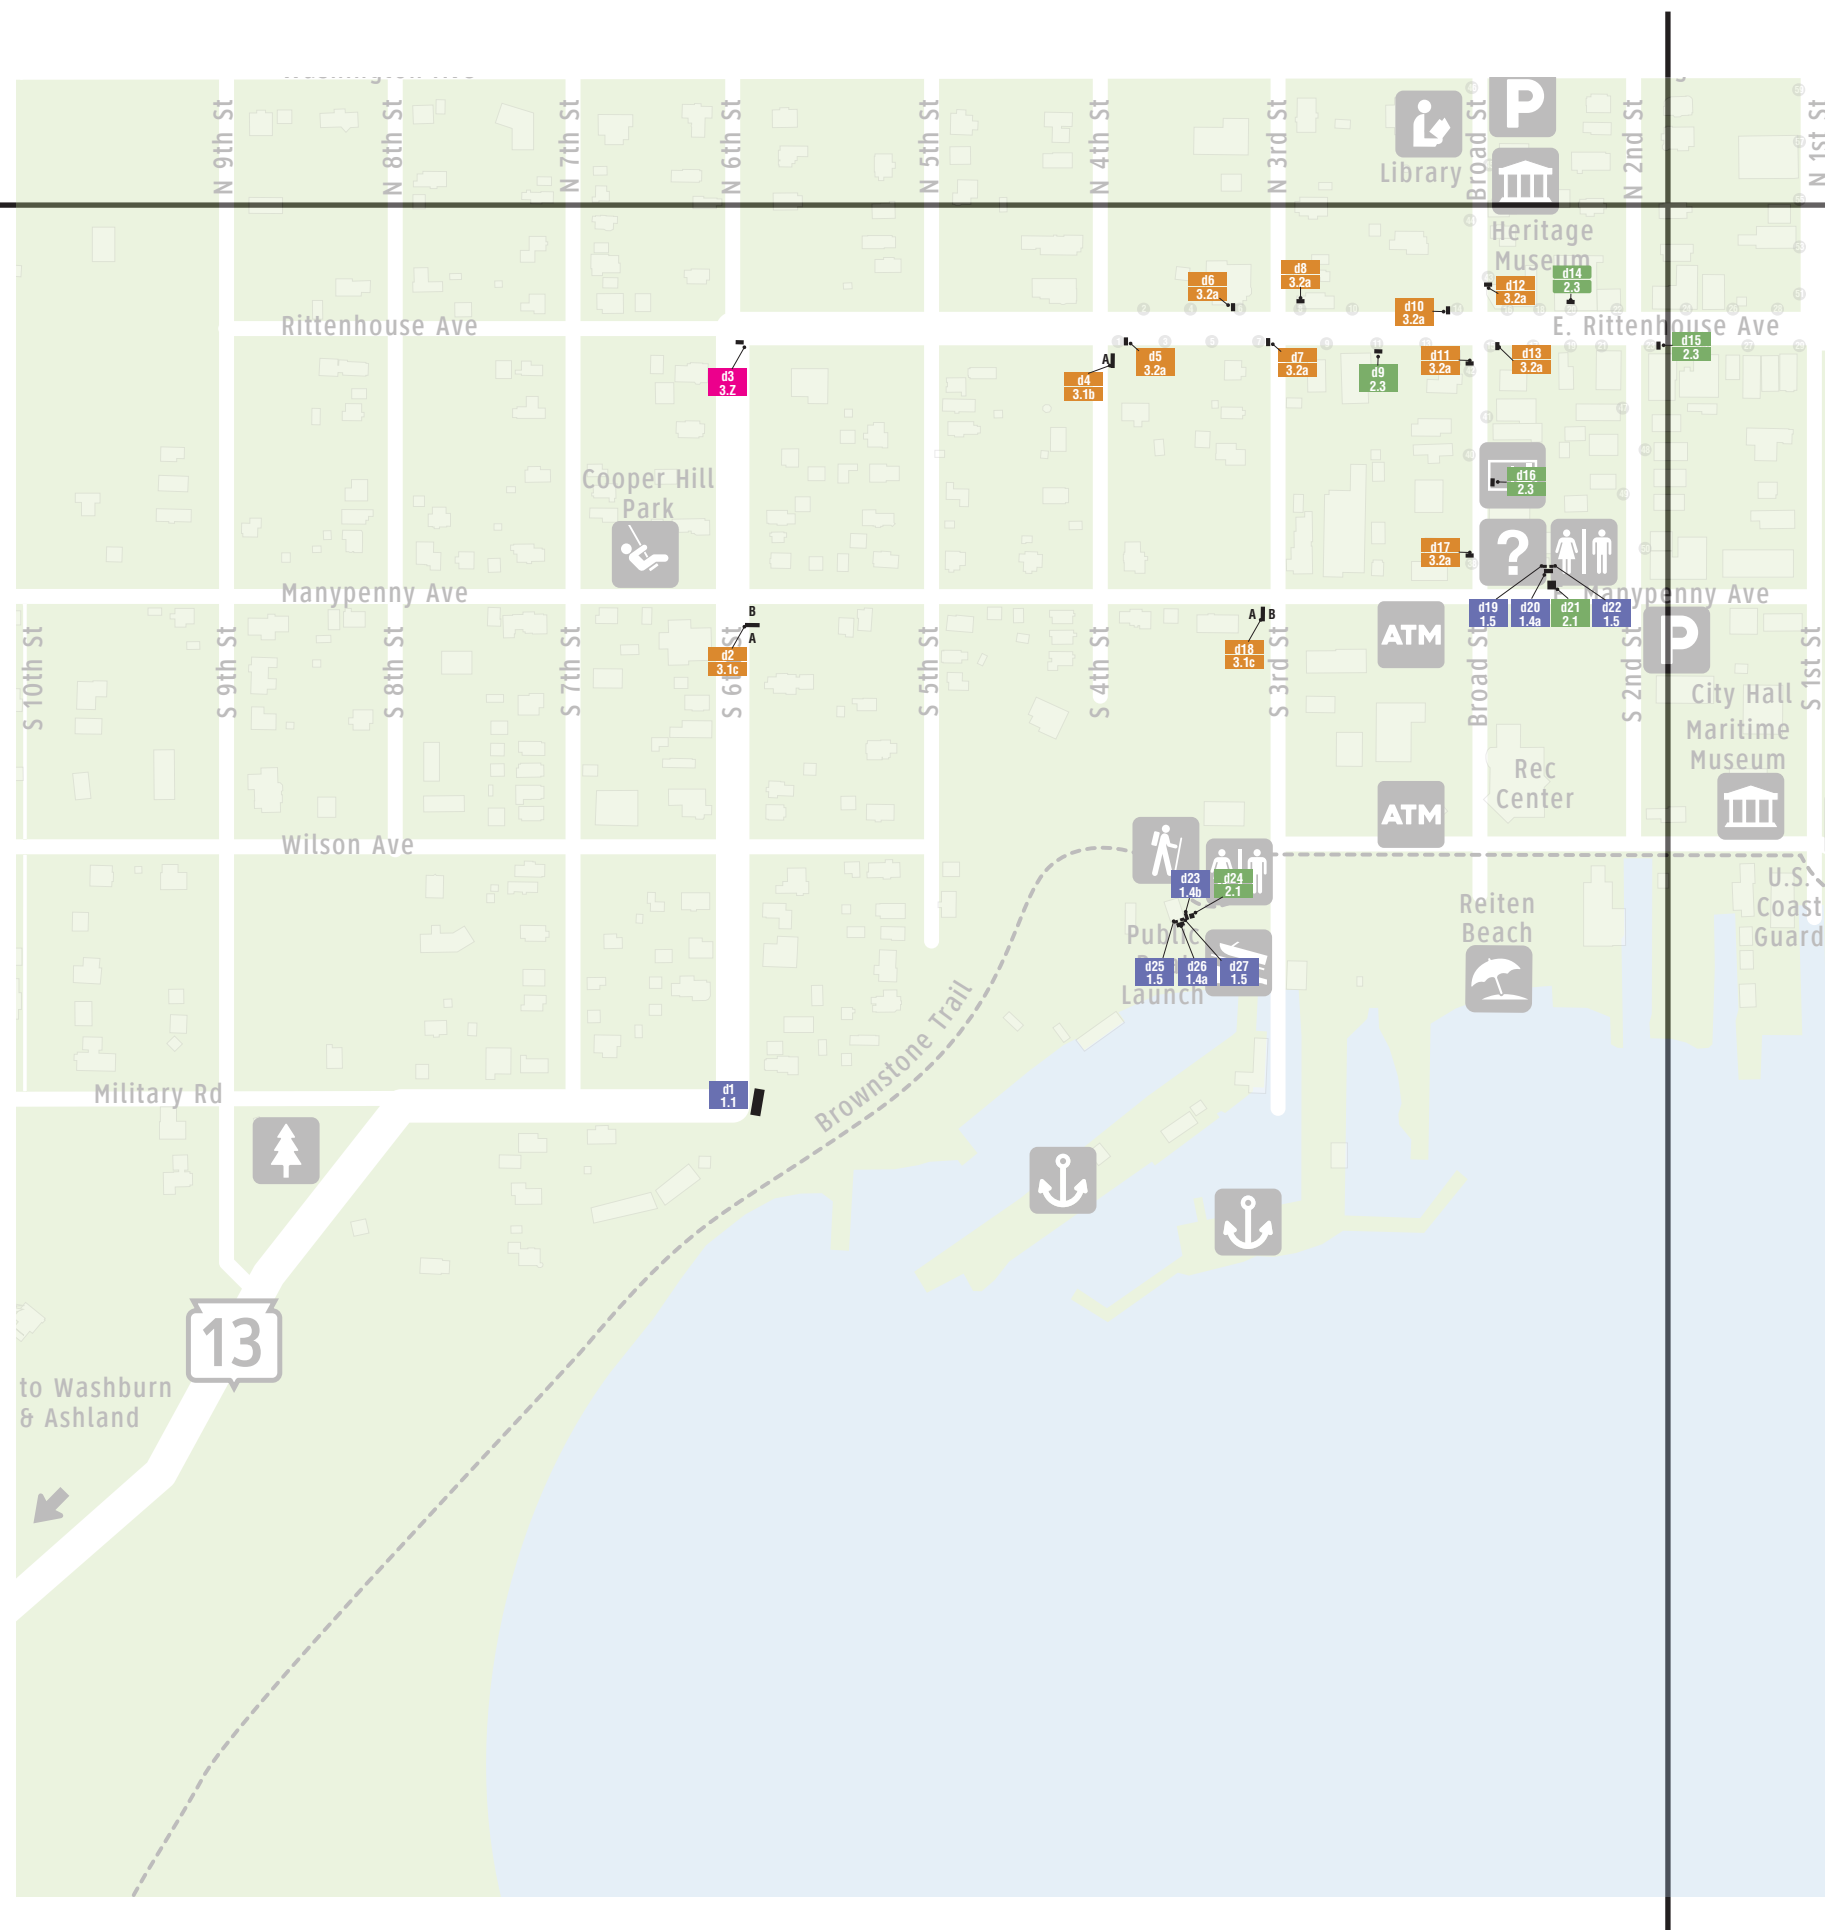 N 9th St
N 8th St
N 7th St
N 6th St
N 5th St
N 4th St
N 3rd St
Broad St
N 2nd St
N 1st St
P
Library
Heritage
Museum
d6
3.2a
d8
3.2a
d10
3.2a
d12
3.2a
d14
2.3
Rittenhouse Ave
E. Rittenhouse Ave
d3
3.Z
A
d4
3.1b
d5
3.2a
d7
3.2a
d9
2.3
d11
3.2a
d13
3.2a
d15
2.3
Cooper Hill
Park
d16
2.3
d17
3.2a
?
Manypenny Ave
E. Manypenny Ave
d19
1.5
d20
1.4a
d21
2.1
d22
1.5
B
A
d2
3.1c
A B
d18
3.1c
ATM
P
S 10th St
S 9th St
S 8th St
S 7th St
S 6th St
S 5th St
S 4th St
S 3rd St
Broad St
S 2nd St
S 1st St
City Hall
Maritime
Museum
Rec
Center
ATM
Wilson Ave
d23
1.4b
d24
2.1
Public
Launch
d25
1.5
d26
1.4a
d27
1.5
Reiten
Beach
U.S.
Coast
Guard
Brownstone Trail
Military Rd
d1
1.1
13
to Washburn
& Ashland